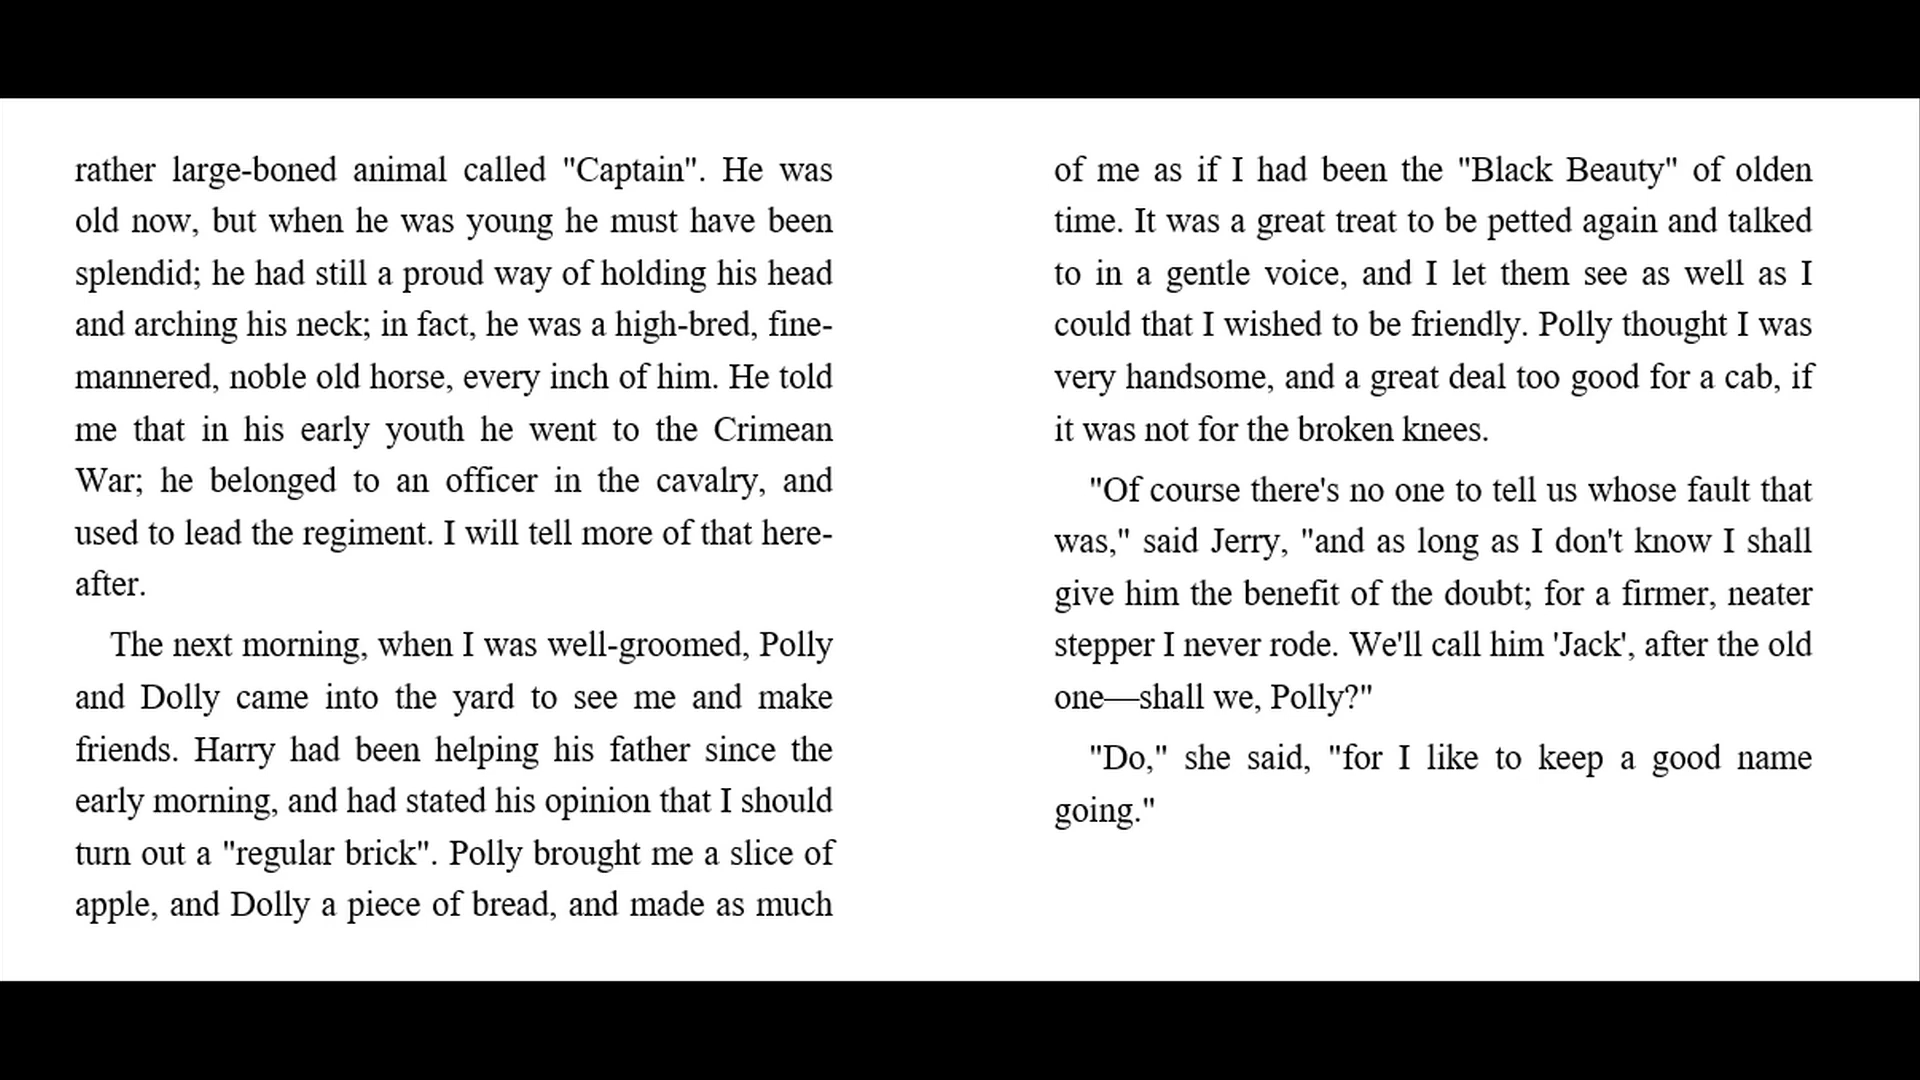 rather large-boned animal called "Captain". He was
old now, but when he was young he must have been
splendid; he had still a proud way of holding his head
and arching his neck; in fact, he was a high-bred, fine-
mannered, noble old horse, every inch of him. He told
me that in his early youth he went to the Crimean
War; he belonged to an officer in the cavalry, and
used to lead the regiment. I will tell more of that here-
after.
The next morning, when I was well-groomed, Polly
and Dolly came into the yard to see me and make
friends. Harry had been helping his father since the
early morning, and had stated his opinion that I should
turn out a "regular brick". Polly brought me a slice of
apple, and Dolly a piece of bread, and made as much
of me as if I had been the "Black Beauty" of olden
time. It was a great treat to be petted again and talked
to in a gentle voice, and I let them see as well as I
could that I wished to be friendly. Polly thought I was
very handsome, and a great deal too good for a cab, if
it was not for the broken knees.
"Of course there's no one to tell us whose fault that
was," said Jerry, "and as long as I don't know I shall
give him the benefit of the doubt; for a firmer, neater
stepper I never rode. We'll call him 'Jack', after the old
one—shall we, Polly?"
"Do," she said, "for I like to keep a good name
going."